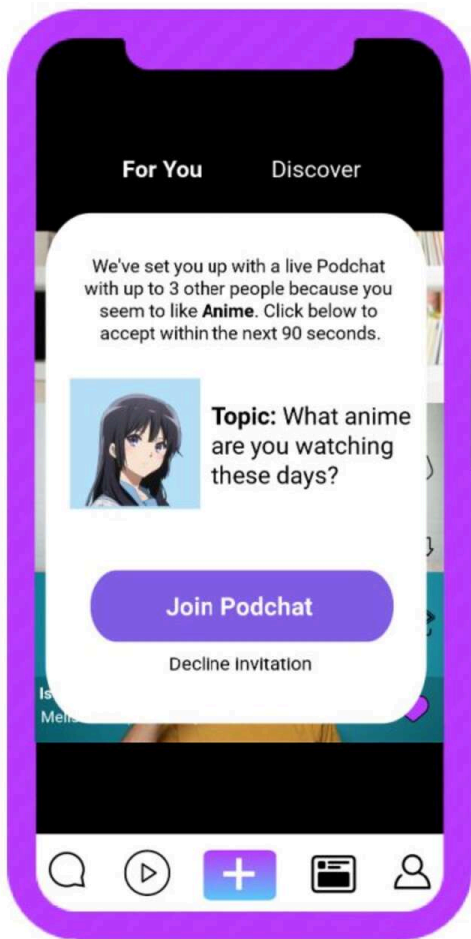 For You Discover
We've set you up with a live Podchat
with up to 3 other people because you
seem to like Anime. Click below to
accept within the next 90 seconds.
Topic: What anime
are you watching
these days?
Join Podchat
Decline invitation
Is